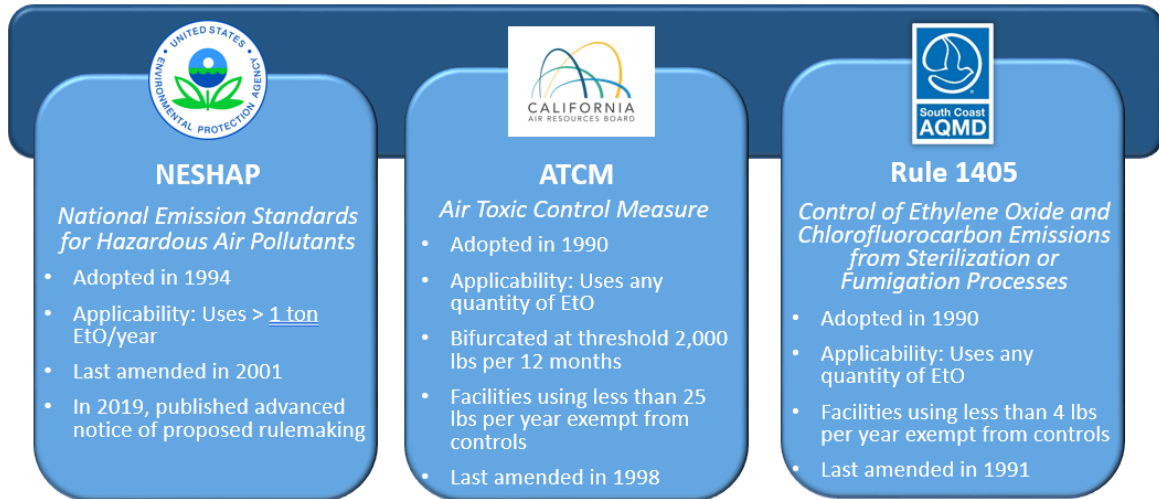 UNITED STATES
ENVIRONMENTAL PROTECTION AGENCY
NESHAP
National Emission Standards
for Hazardous Air Pollutants
• Adopted in 1994
• Applicability: Uses > 1 ton
EtO/year
• Last amended in 2001
• In 2019, published advanced
notice of proposed rulemaking
CALIFORNIA
AIR RESOURCES BOARD
ATCM
Air Toxic Control Measure
• Adopted in 1990
• Applicability: Uses any
quantity of EtO
• Bifurcated at threshold 2,000
lbs per 12 months
• Facilities using less than 25
lbs per year exempt from
controls
• Last amended in 1998
South Coast
AQMD
Rule 1405
Control of Ethylene Oxide and
Chlorofluorocarbon Emissions
from Sterilization or
Fumigation Processes
• Adopted in 1990
• Applicability: Uses any
quantity of EtO
• Facilities using less than 4 lbs
per year exempt from controls
• Last amended in 1991